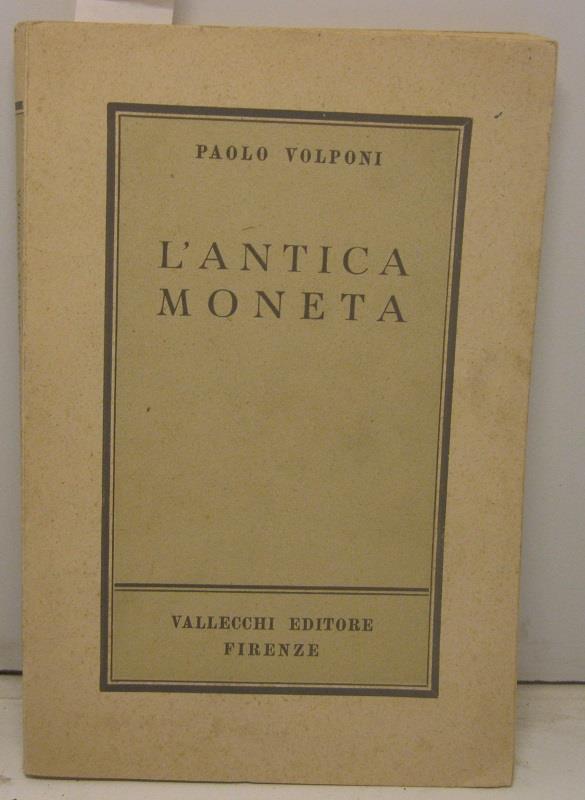 PAOLO VOLPONI
L'ANTICA
MONETA
VALLECCHI EDITORE
FIRENZE